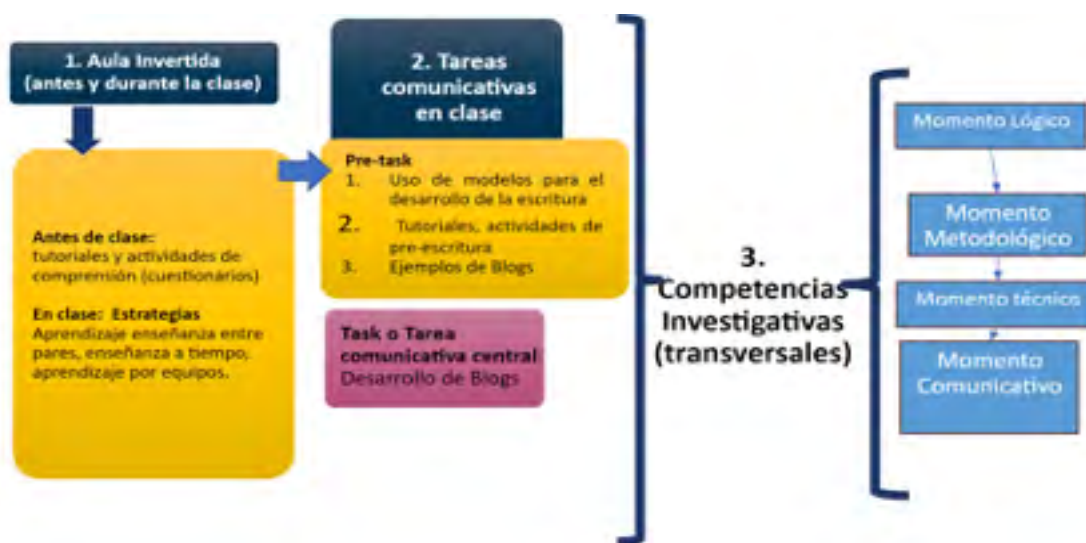 1. Aula Invertida
(antes y durante la clase)
Antes de clase:
tutoriales y actividades de
comprensión (cuestionários)
En clase: Estrategias
Aprendizaje enseñanza entre
pares, enseñanza a tiempo,
aprendizaje por equipos.
2. Tareas
comunicativas
en clase
Pre-task
1. Uso de modelos para el
desarrollo de la escritura
2. Tutoriales, actividades de
pre-escritura
3. Ejemplos de Blogs
Task o Tarea
comunicativa central
Desarrollo de Blogs
3.
Competencias
Investigativas
(transversales)
Momento Lógico
Momento
Metodológico
Momento técnico
Momento
Comunicativo